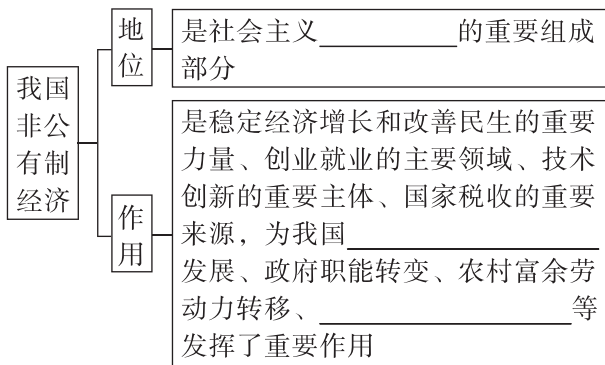 我国
非公
有制
经济
地
位
是社会主义__________的重要组成
部分
作
用
是稳定经济增长和改善民生的重要
力量、创业就业的主要领域、技术
创新的重要主体、国家税收的重要
来源，为我国__________________
发展、政府职能转变、农村富余劳
动力转移、__________________等
发挥了重要作用